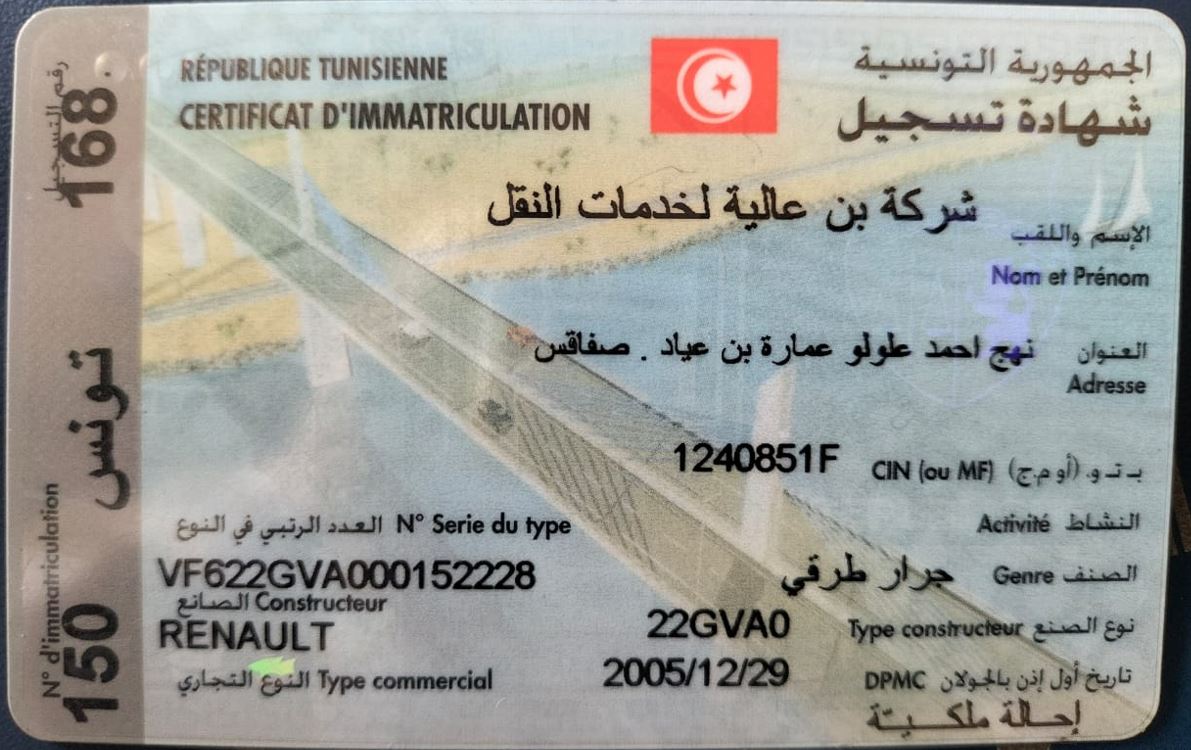 رقم التسجيل
168
تونس
150
N° d'immatriculation
RÉPUBLIQUE TUNISIENNE
الجمهورية التونسية
CERTIFICAT D'IMMATRICULATION
شهادة تسجيل
شركة بن عالية لخدمات النقل
الإسم واللقب
Nom et Prénom
نهج احمد علولو عمارة بن عياد . صفاقس
العنوان
Adresse
1240851F
CIN (ou MF) ب.ت.و. (أو م.ج)
العدد الرتبي في النوع N° Serie du type
النشاط Activité
VF622GVA000152228
جرار طرقي
الصنف Genre
الصانع Constructeur
RENAULT
22GVA0
Type constructeur نوع الصنع
النوع التجاري Type commercial
2005/12/29
DPMC تاريخ أول إذن بالجولان
إحالة ملكيّة